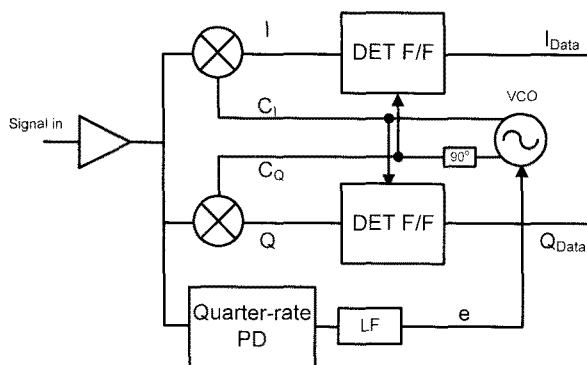 I
DET F/F
I_Data
C_I
VCO
Signal in
C_Q
90°
Q
DET F/F
Q_Data
Quarter-rate
PD
LF
e